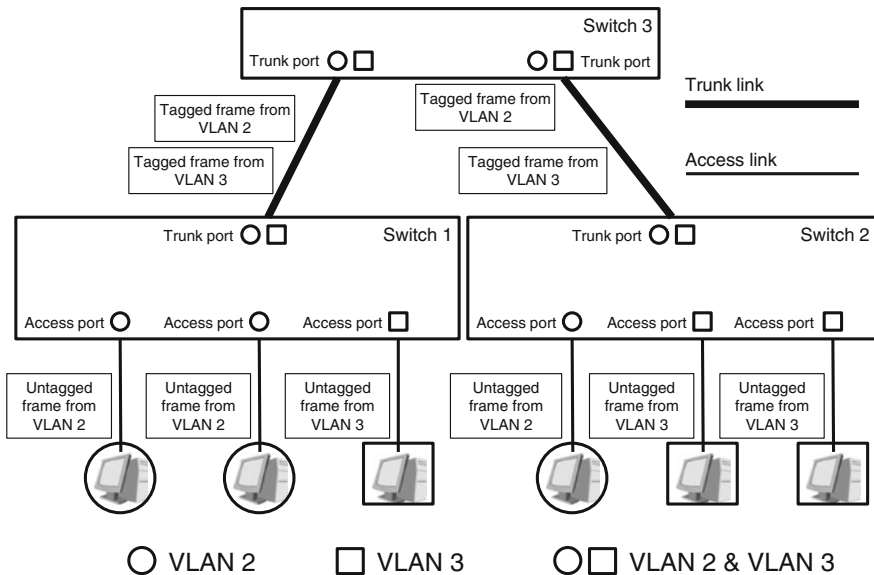 Switch 3
Trunk port
Trunk port
Trunk link
Access link
Tagged frame from
VLAN 2
Tagged frame from
VLAN 3
Tagged frame from
VLAN 2
Tagged frame from
VLAN 3
Trunk port
Switch 1
Access port
Access port
Access port
Trunk port
Switch 2
Access port
Access port
Access port
Untagged
frame from
VLAN 2
Untagged
frame from
VLAN 2
Untagged
frame from
VLAN 3
Untagged
frame from
VLAN 2
Untagged
frame from
VLAN 3
Untagged
frame from
VLAN 3
VLAN 2
VLAN 3
VLAN 2 & VLAN 3